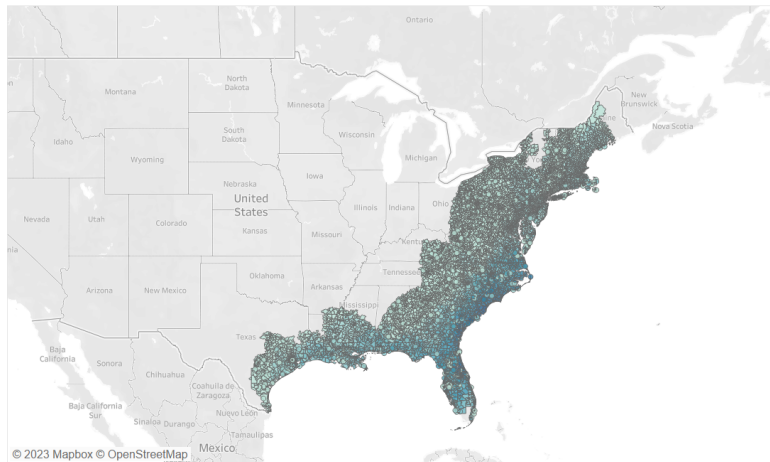 Ontario
Montana
North
Dakota
Minnesota
New
Brunswick
Nova Scotia
Idaho
South
Dakota
Wisconsin
Michigan
Wyoming
Iowa
Nebraska
United
States
Illinois
Indiana
Ohio
Nevada
Utah
Colorado
Kansas
Missouri
Tennessee
Oklahoma
Arkansas
Arizona
New Mexico
Mississippi
Texas
Baja
California
Sonora
Chihuahua
Coahuila de
Zaragoza
Baja California
Sur
Nuevo León
Sinaloa
Durango
Tamaulipas
Mexico
© 2023 Mapbox © OpenStreetMap